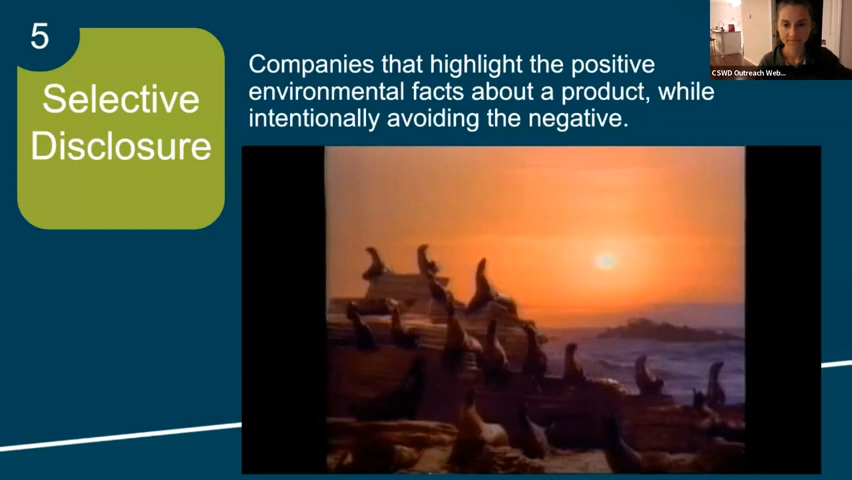 5
Selective
Disclosure
Companies that highlight the positive
environmental facts about a product, while
intentionally avoiding the negative.
CSWD Outreach Web...